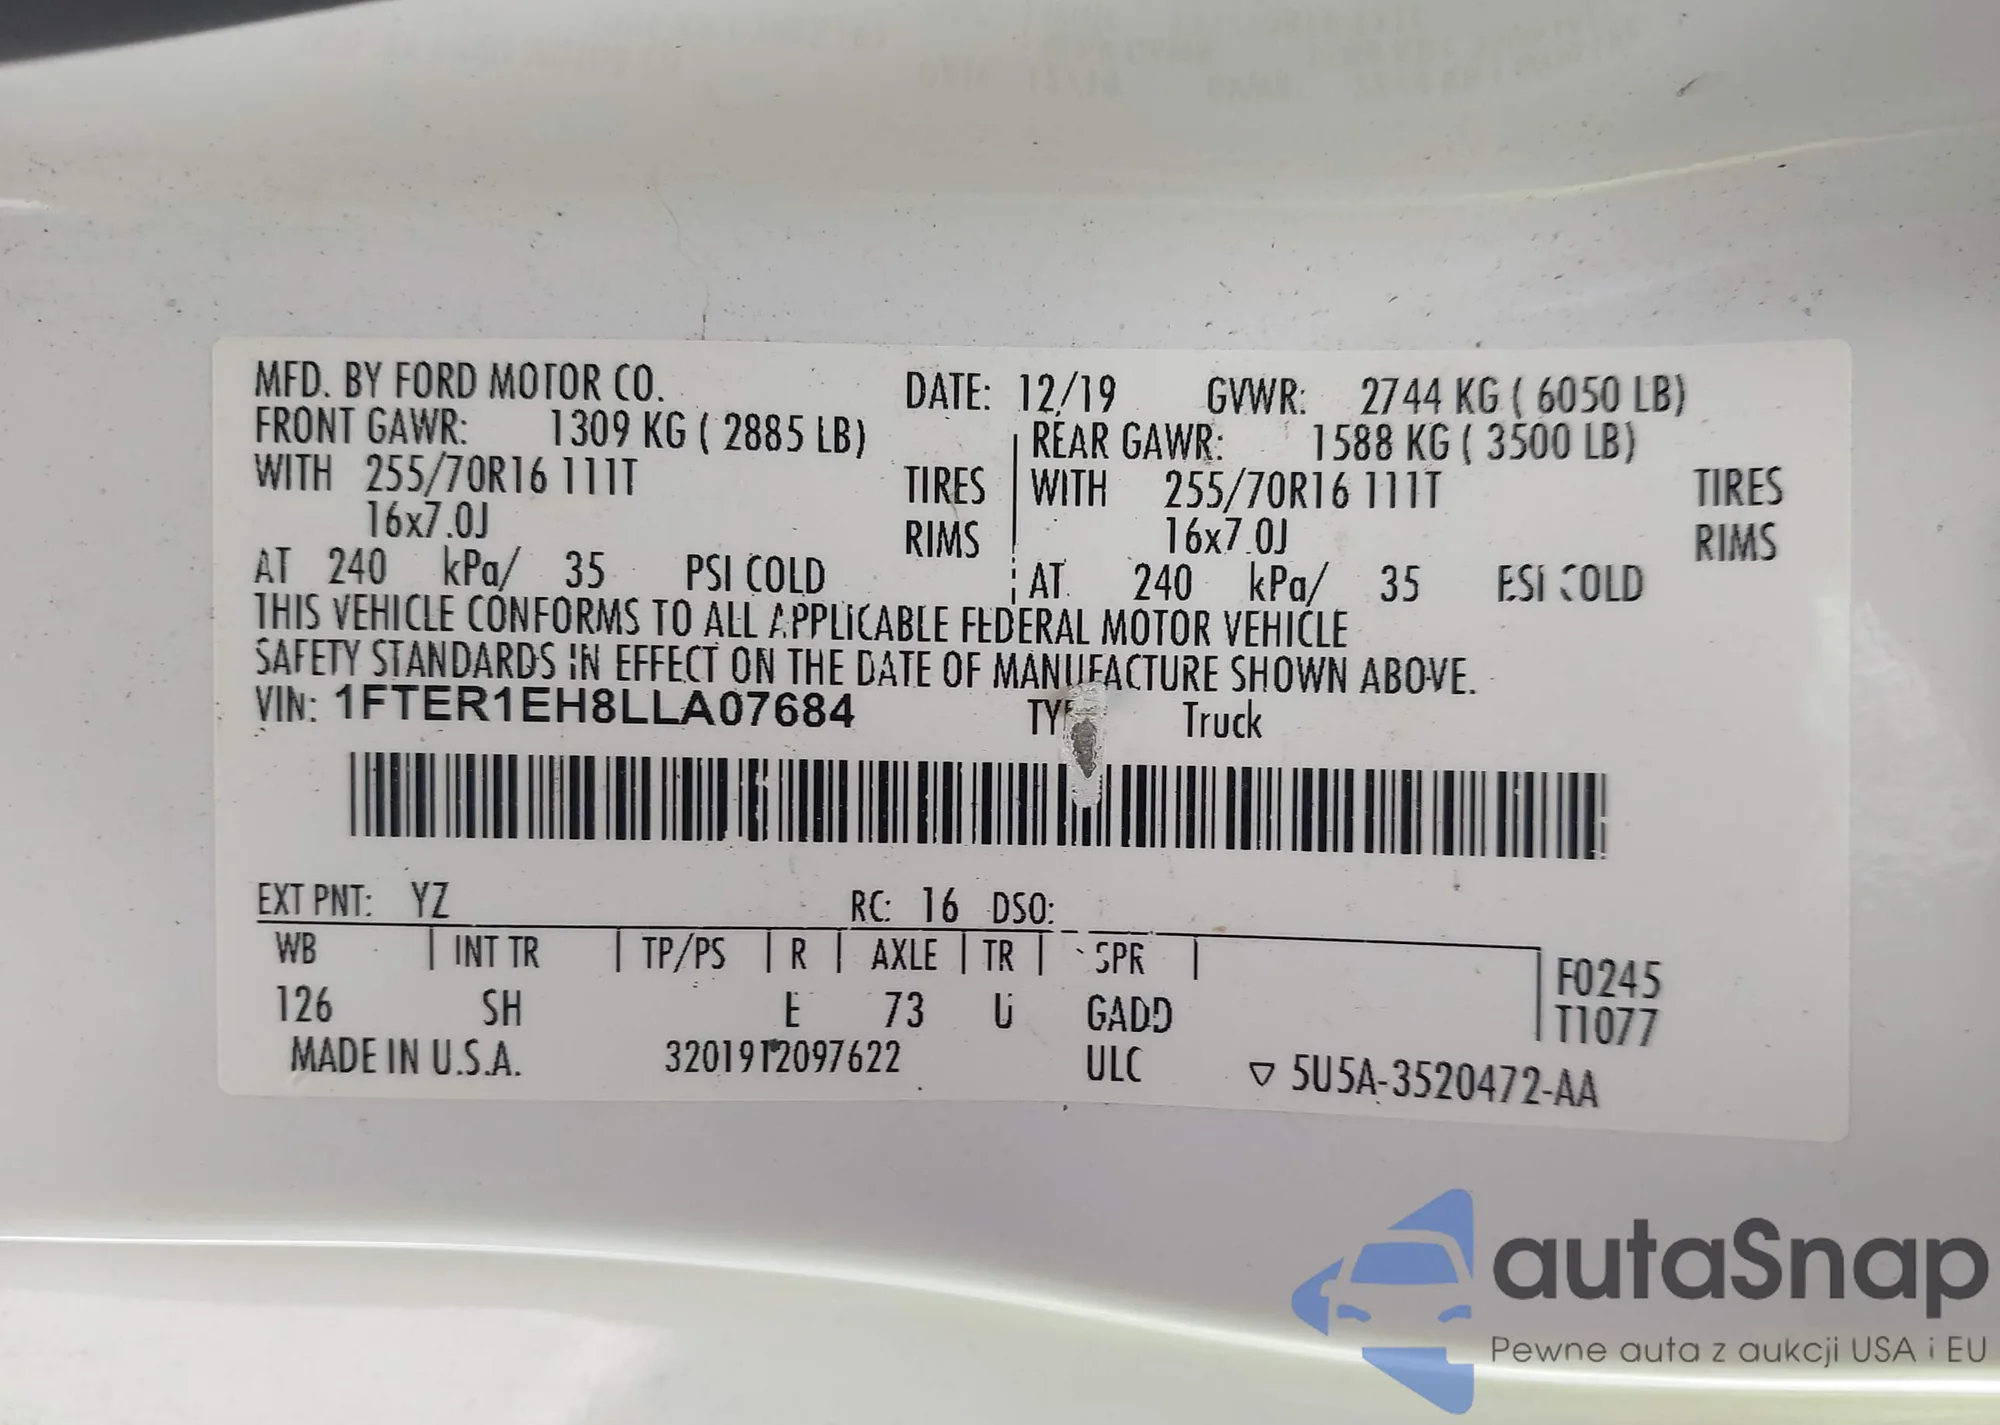 MFD. BY FORD MOTOR CO. DATE: 12/19 GVWR: 2744 KG ( 6050 LB)
FRONT GAWR: 1309 KG ( 2885 LB) REAR GAWR: 1588 KG ( 3500 LB)
WITH 255/70R16 111T TIRES WITH 255/70R16 111T TIRES
16x7.0J RIMS 16x7.0J RIMS
AT 240 kPa/ 35 PSI COLD AT 240 kPa/ 35 PSI COLD
THIS VEHICLE CONFORMS TO ALL APPLICABLE FEDERAL MOTOR VEHICLE
SAFETY STANDARDS IN EFFECT ON THE DATE OF MANUFACTURE SHOWN ABOVE.
VIN: 1FTER1EH8LLA07684 Truck
EXT PNT: YZ RC: 16 DSO:
WB INT TR TP/PS R AXLE TR SPR
F0245
126 SH E 73 U GADD
T1077
MADE IN U.S.A. 3201912097622 ULC ▽ 5U5A-3520472-AA
autaSnap
Pewne auta z aukcji USA i EU